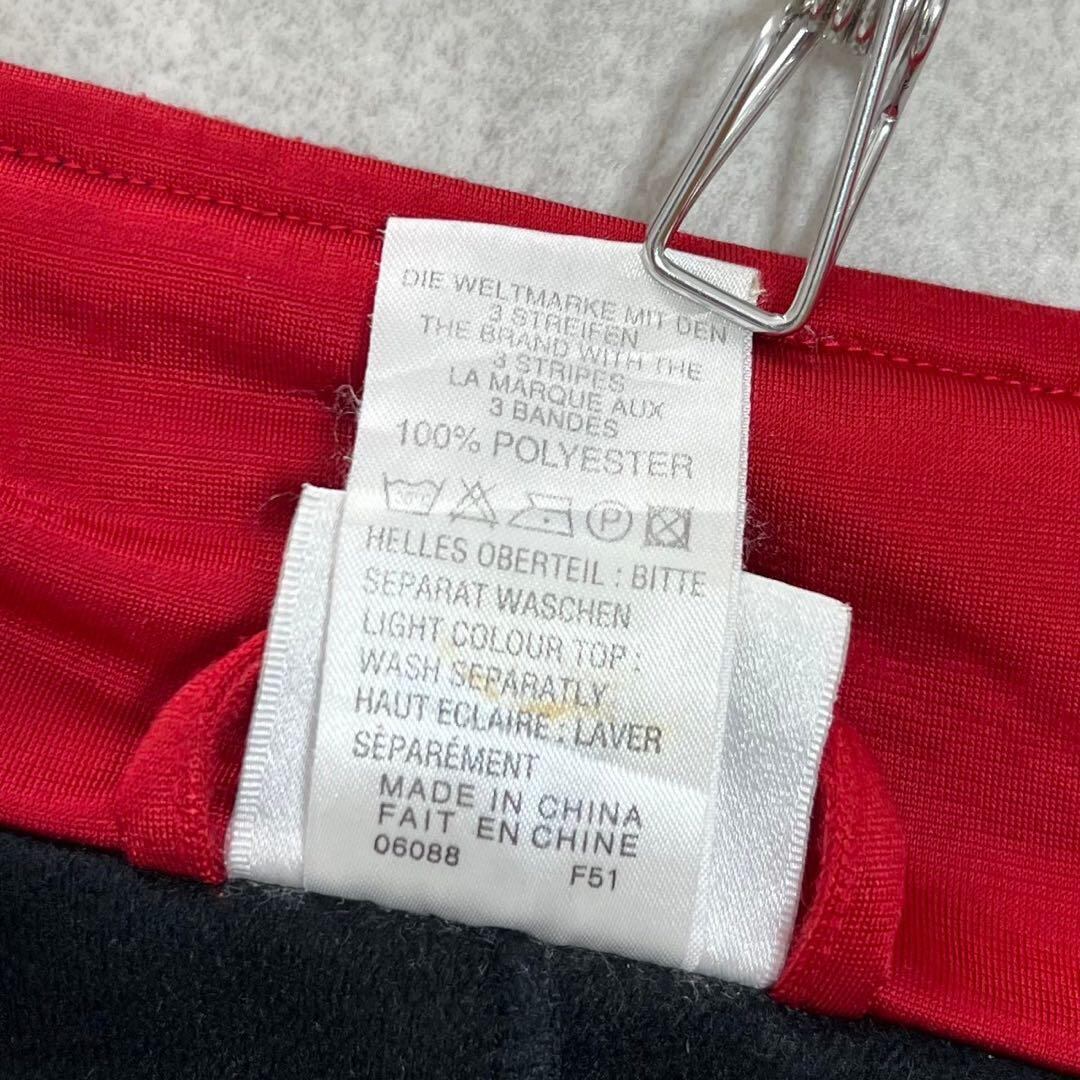 DIE WELTMARKE MIT DEN
3 STREIFEN
THE BRAND WITH THE
3 STRIPES
LA MARQUE AUX
3 BANDES
100% POLYESTER
P
HELLES OBERTEIL : BITTE
SEPARAT WASCHEN
LIGHT COLOUR TOP :
WASH SEPARATLY
HAUT ECLAIRE : LAVER
SÉPARÉMENT
MADE IN CHINA
FAIT EN CHINE
06088 F51